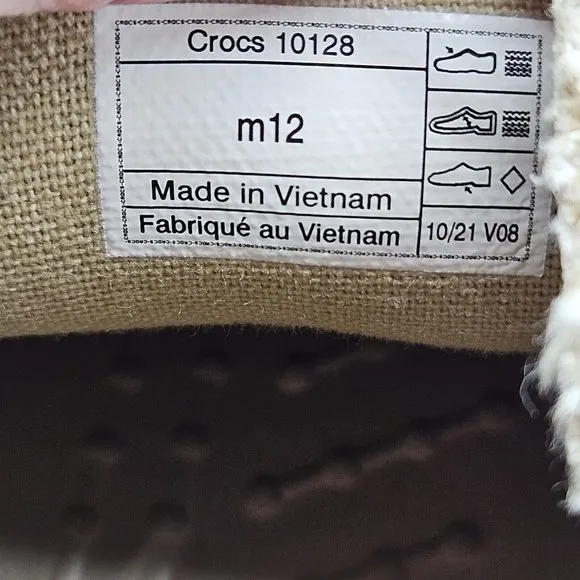 Crocs 10128
m12
Made in Vietnam
Fabriqué au Vietnam
10/21 V08